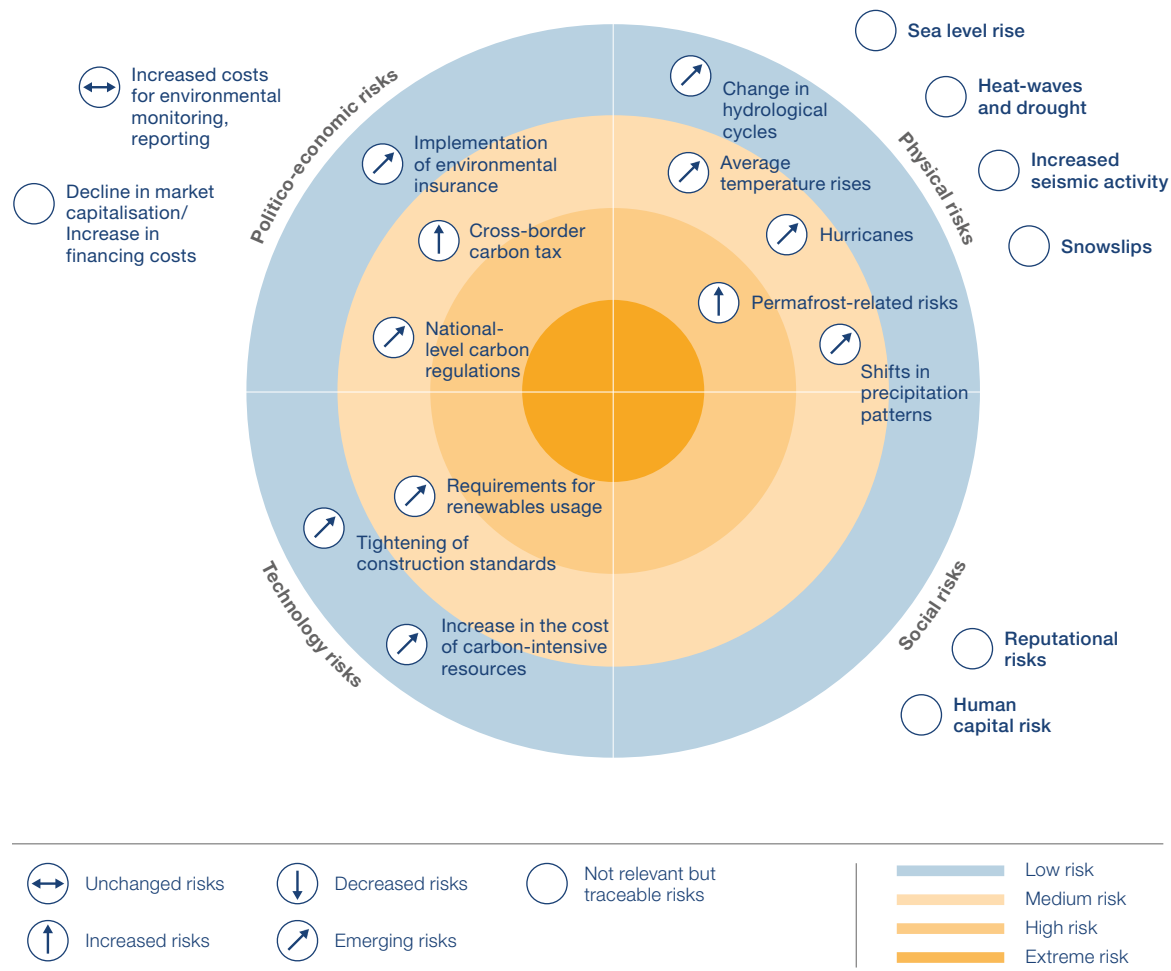 Politico-economic risks
Increased costs
for environmental
monitoring,
reporting
Decline in market
capitalisation/
Increase in
financing costs
Implementation
of environmental
insurance
Cross-border
carbon tax
National-
level carbon
regulations
Physical risks
Change in
hydrological
cycles
Average
temperature rises
Hurricanes
Permafrost-related risks
Shifts in
precipitation
patterns
Sea level rise
Heat-waves
and drought
Increased
seismic activity
Snowslips
Technology risks
Requirements for
renewables usage
Tightening of
construction standards
Increase in the cost
of carbon-intensive
resources
Social risks
Reputational
risks
Human
capital risk
Unchanged risks
Increased risks
Decreased risks
Emerging risks
Not relevant but
traceable risks
Low risk
Medium risk
High risk
Extreme risk